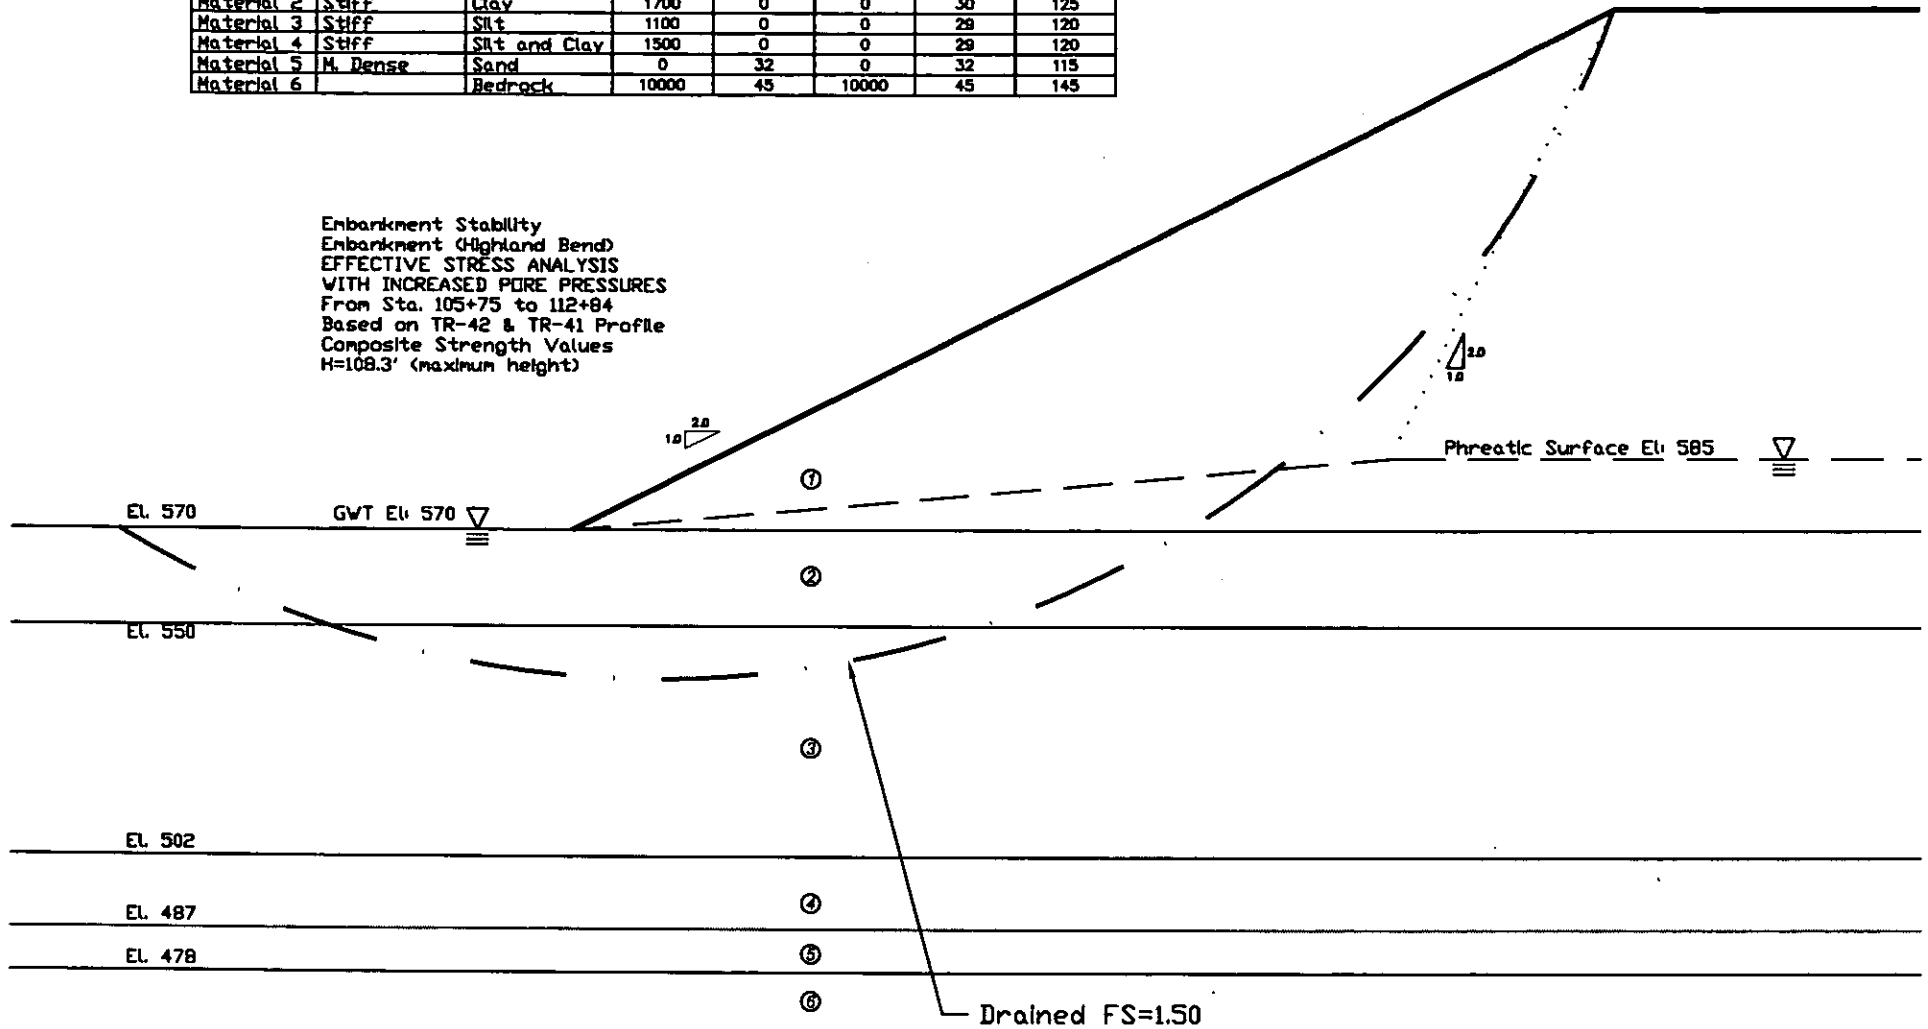 Material 2 Stiff Clay 1700 0 0 30 125
Material 3 Stiff Silt 1100 0 0 29 120
Material 4 Stiff Silt and Clay 1500 0 0 29 120
Material 5 M. Dense Sand 0 32 0 32 115
Material 6 Bedrock 10000 45 10000 45 145
Embankment Stability
Embankment (Highland Bend)
EFFECTIVE STRESS ANALYSIS
WITH INCREASED PORE PRESSURES
From Sta. 105+75 to 112+84
Based on TR-42 & TR-41 Profile
Composite Strength Values
H=108.3' (maximum height)
2.0
1.0
2.0
1.0
Phreatic Surface El: 585
1
El. 570
GWT El: 570
2
El. 550
3
El. 502
4
El. 487
5
El. 478
6
Drained FS=1.50